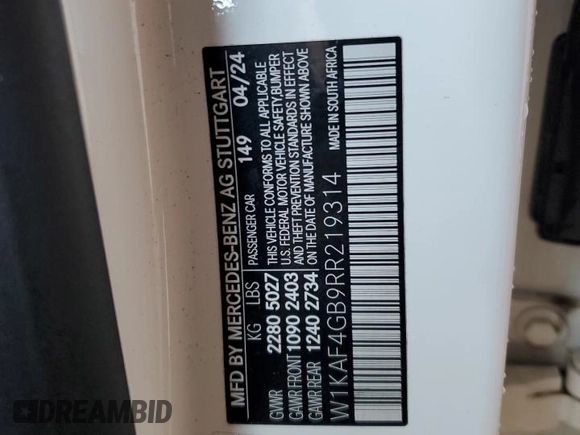 MFD BY MERCEDES-BENZ AG STUTTGART
PASSENGER CAR 149 04/24
KG LBS
GVWR 2280 5027
GAWR FRONT 1090 2403
GAWR REAR 1240 2734
THIS VEHICLE CONFORMS TO ALL APPLICABLE
U.S. FEDERAL MOTOR VEHICLE SAFETY, BUMPER
AND THEFT PREVENTION STANDARDS IN EFFECT
ON THE DATE OF MANUFACTURE SHOWN ABOVE
W1KAF4GB9RR219314
MADE IN SOUTH AFRICA
DREAMBID